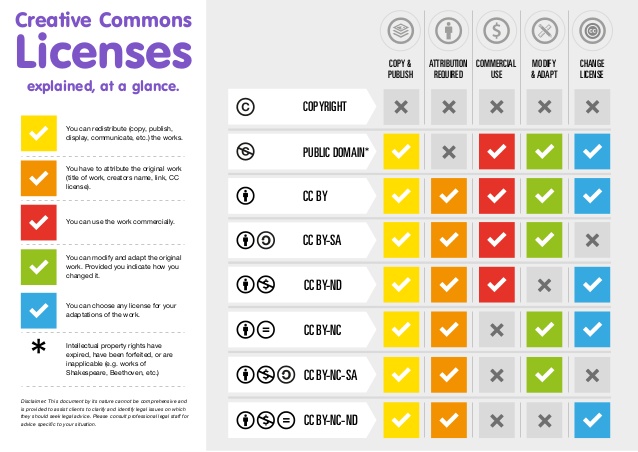 Creative Commons
Licenses
explained, at a glance.
You can redistribute (copy, publish,
display, communicate, etc.) the works.
You have to attribute the original work
(title of work, creators name, link, CC
license).
You can use the work commercially.
You can modify and adapt the original
work. Provided you indicate how you
changed it.
You can choose any license for your
adaptations of the work.
*
Intellectual property rights have
expired, have been forfeited, or are
inapplicable (e.g. works of
Shakespeare, Beethoven, etc.)
Disclaimer: This document by its nature cannot be comprehensive and
is provided to assist clients to clarify and identify legal issues on which
they should seek legal advice. Please consult professional legal staff for
advice specific to your situation.
$
CC
COPY &
PUBLISH
ATTRIBUTION
REQUIRED
COMMERCIAL
USE
MODIFY
& ADAPT
CHANGE
LICENSE
C COPYRIGHT
PUBLIC DOMAIN*
CC BY
CC BY-SA
CC BY-ND
CC BY-NC
CC BY-NC-SA
CC BY-NC-ND